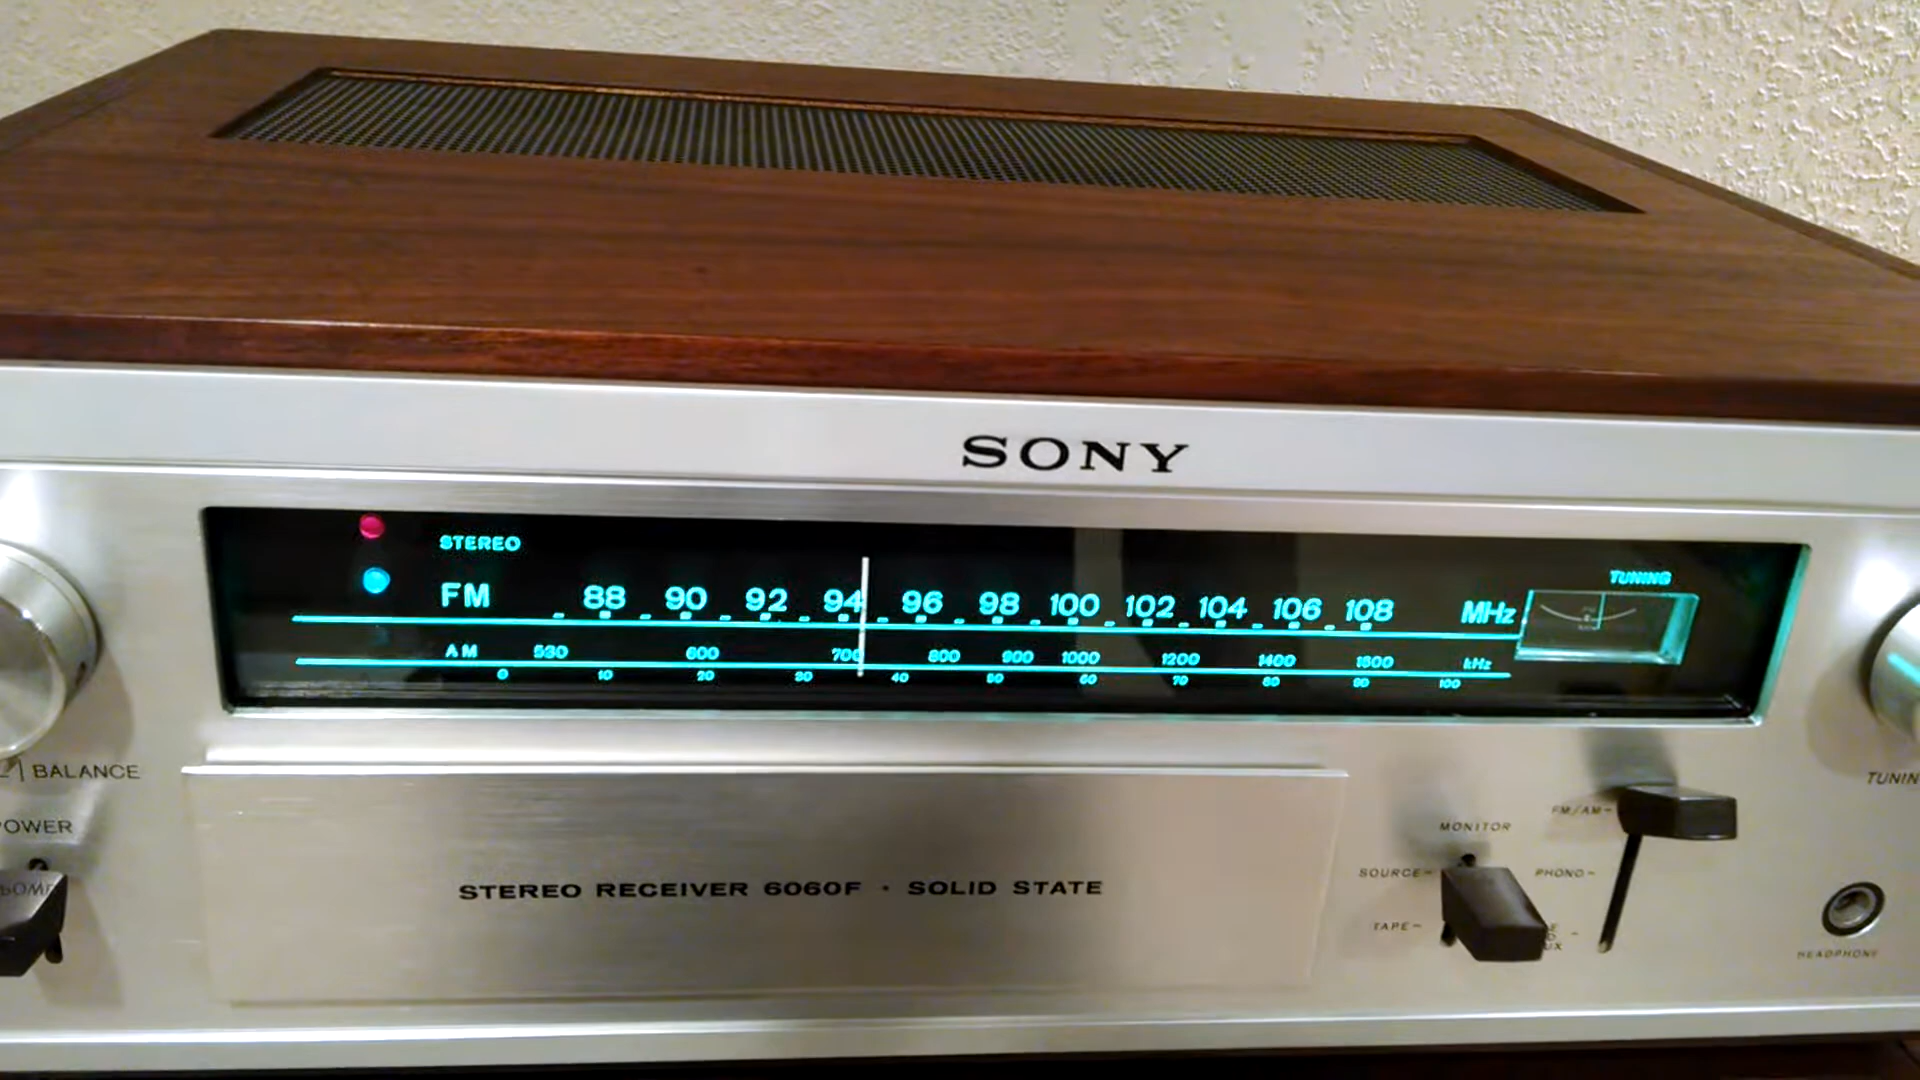 SONY
STEREO
TUNING
FM 88 90 92 94 96 98 100 102 104 106 108 MHz
AM 530 600 700 800 900 1000 1200 1400 1600 kHz
0 10 20 30 40 50 60 70 80 90 100
BALANCE
TUNIN
POWER
MONITOR
FM/AM
SOURCE
PHONO
TAPE
UX
STEREO RECEIVER 6060F · SOLID STATE
HEADPHONE